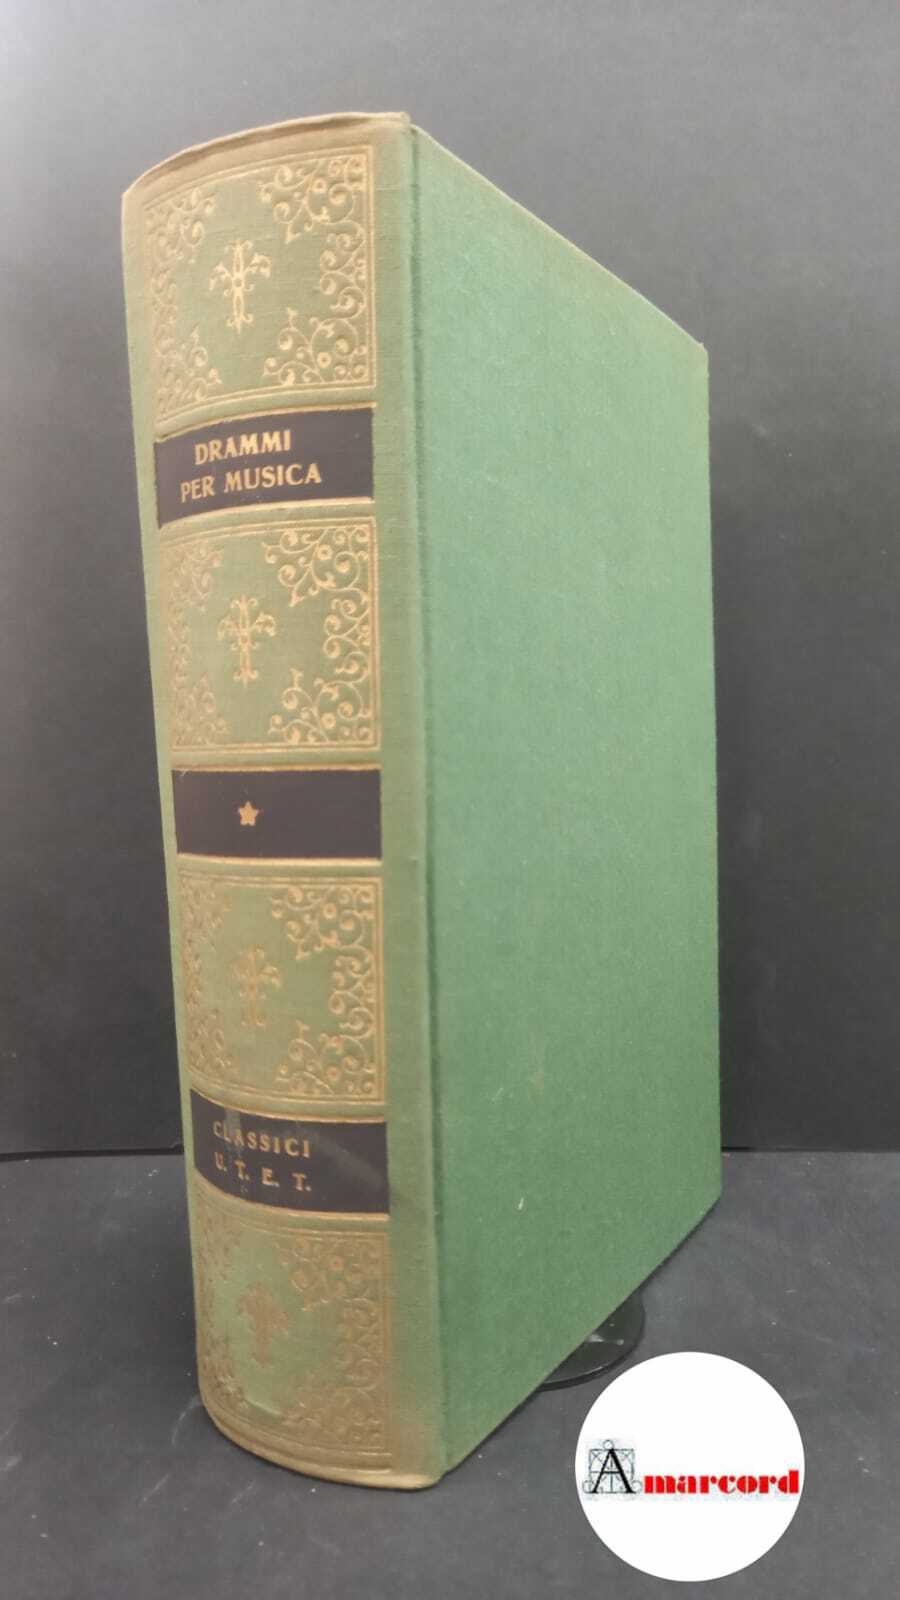 DRAMMI
PER MUSICA
CLASSICI
U. T. E. T.
Amarcord